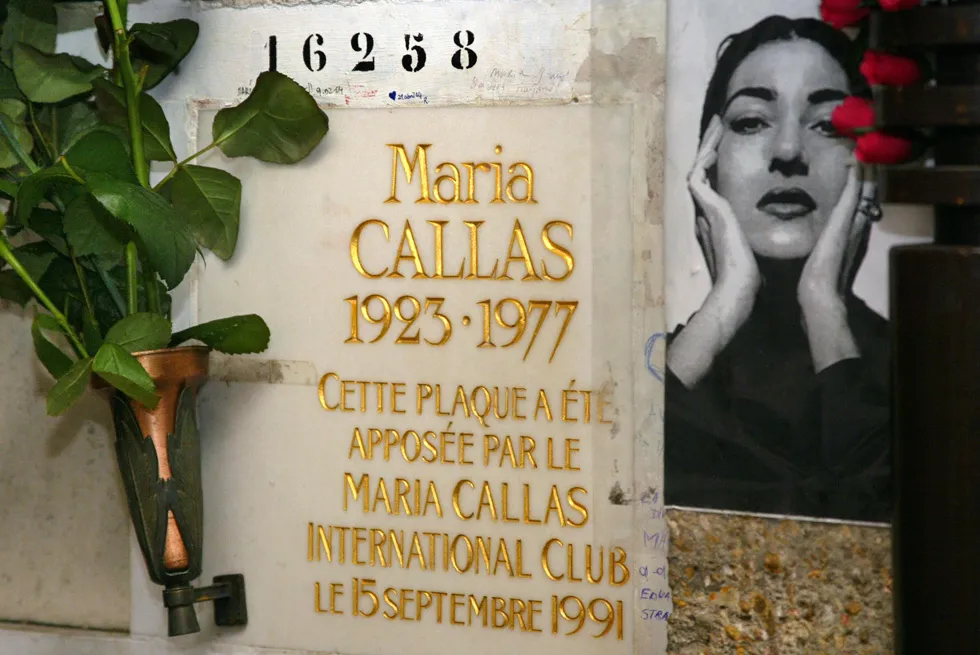 16258
Maria
CALLAS
1923·1977
CETTE PLAQUE A ÉTÉ
APPOSÉE PAR LE
MARIA CALLAS
INTERNATIONAL CLUB
LE 15 SEPTEMBRE 1991